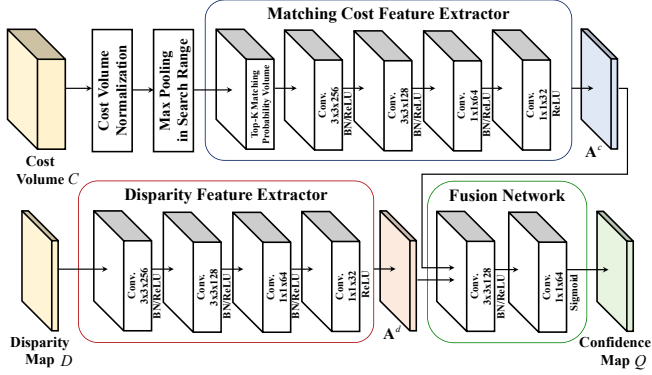 Matching Cost Feature Extractor
Cost Volume
Normalization
Max Pooling
in Search Range
Top-K Matching
Probability Volume
Conv.
3x3x256
BN/ReLU
Conv.
3x3x128
BN/ReLU
Conv.
1x1x64
BN/ReLU
Conv.
1x1x32
ReLU
Cost
Volume C
A^c
Disparity Feature Extractor
Fusion Network
Conv.
3x3x256
BN/ReLU
Conv.
3x3x128
BN/ReLU
Conv.
1x1x64
BN/ReLU
Conv.
1x1x32
ReLU
A^d
Conv.
3x3x128
BN/ReLU
Conv.
1x1x64
Sigmoid
Disparity
Map D
Confidence
Map Q